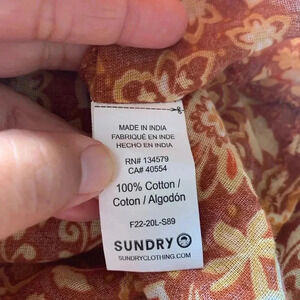 MADE IN INDIA
FABRIQUÉ EN INDE
HECHO EN INDIA
RN# 134579
CA# 40554
100% Cotton /
Coton / Algodón
F22-20L-S89
SUNDRY
SUNDRYCLOTHING.COM